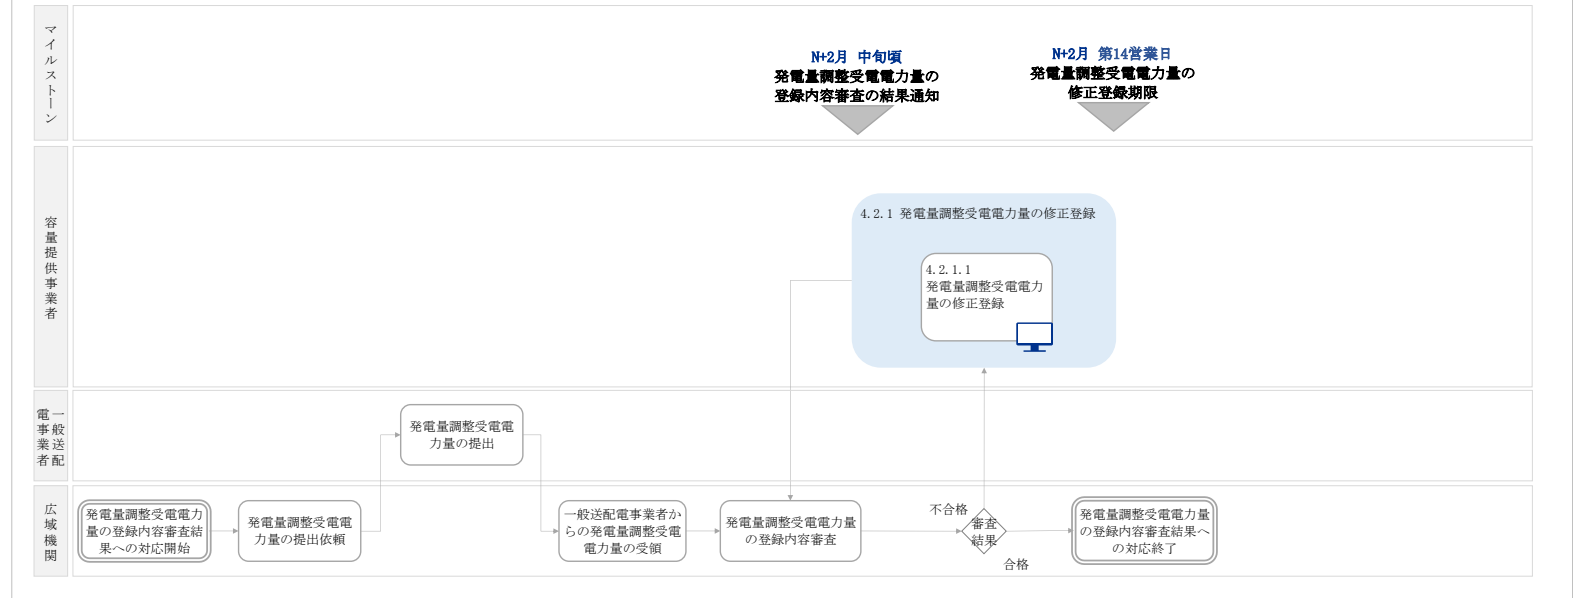 マイルストーン
N+2月 中旬頃
発電量調整受電電力量の
登録内容審査の結果通知
N+2月 第14営業日
発電量調整受電電力量の
修正登録期限
容量提供事業者
4.2.1 発電量調整受電電力量の修正登録
4.2.1.1
発電量調整受電電力
量の修正登録
一般送配
電事業者
発電量調整受電電
力量の提出
広域機関
発電量調整受電電力
量の登録内容審査結
果への対応開始
発電量調整受電電
力量の提出依頼
一般送配電事業者か
らの発電量調整受電
電力量の受領
発電量調整受電電力量
の登録内容審査
不合格
審査
結果
合格
発電量調整受電電力量
の登録内容審査結果へ
の対応終了